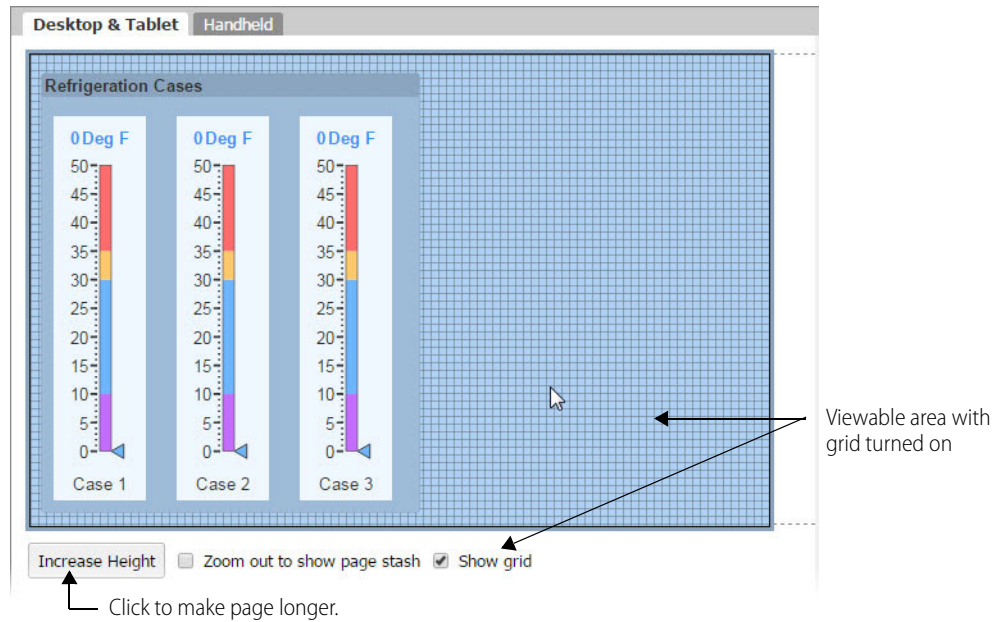 Desktop & Tablet Handheld
Refrigeration Cases
0 Deg F 0 Deg F 0 Deg F
50 50 50
45 45 45
40 40 40
35 35 35
30 30 30
25 25 25
20 20 20
15 15 15
10 10 10
5 5 5
0 0 0
Case 1 Case 2 Case 3
Viewable area with
grid turned on
Increase Height Zoom out to show page stash Show grid
Click to make page longer.